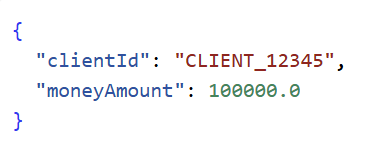 {
  "clientId": "CLIENT_12345",
  "moneyAmount": 100000.0
}